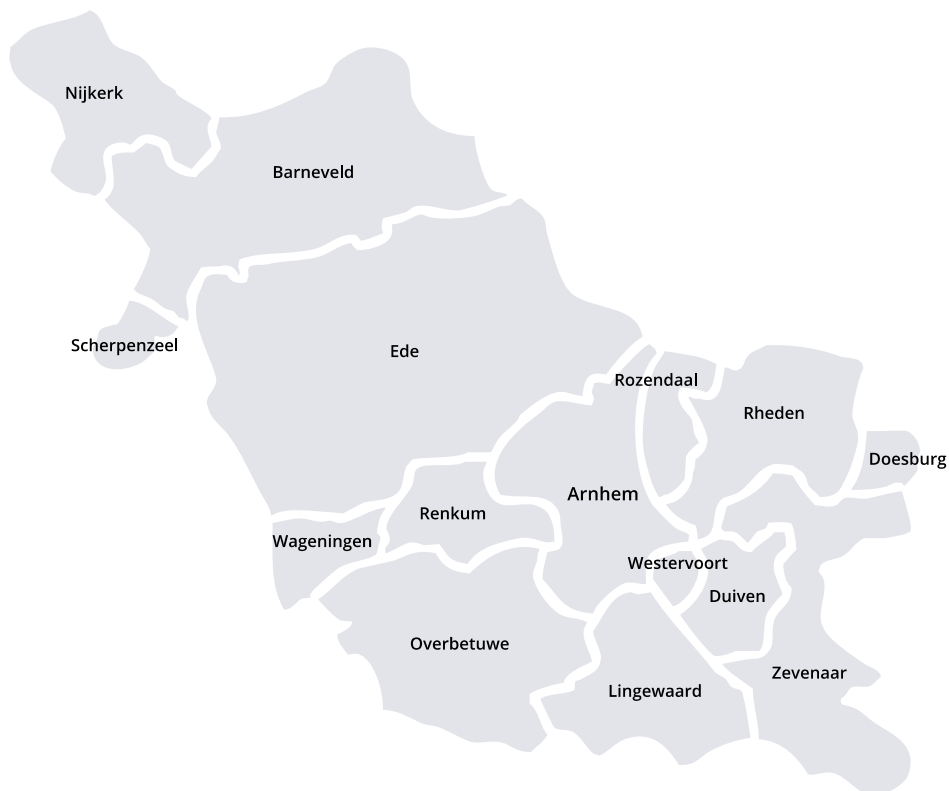 Nijkerk
Barneveld
Scherpenzeel
Ede
Rozendaal
Rheden
Doesburg
Arnhem
Renkum
Wageningen
Westervoort
Duiven
Overbetuwe
Zevenaar
Lingewaard